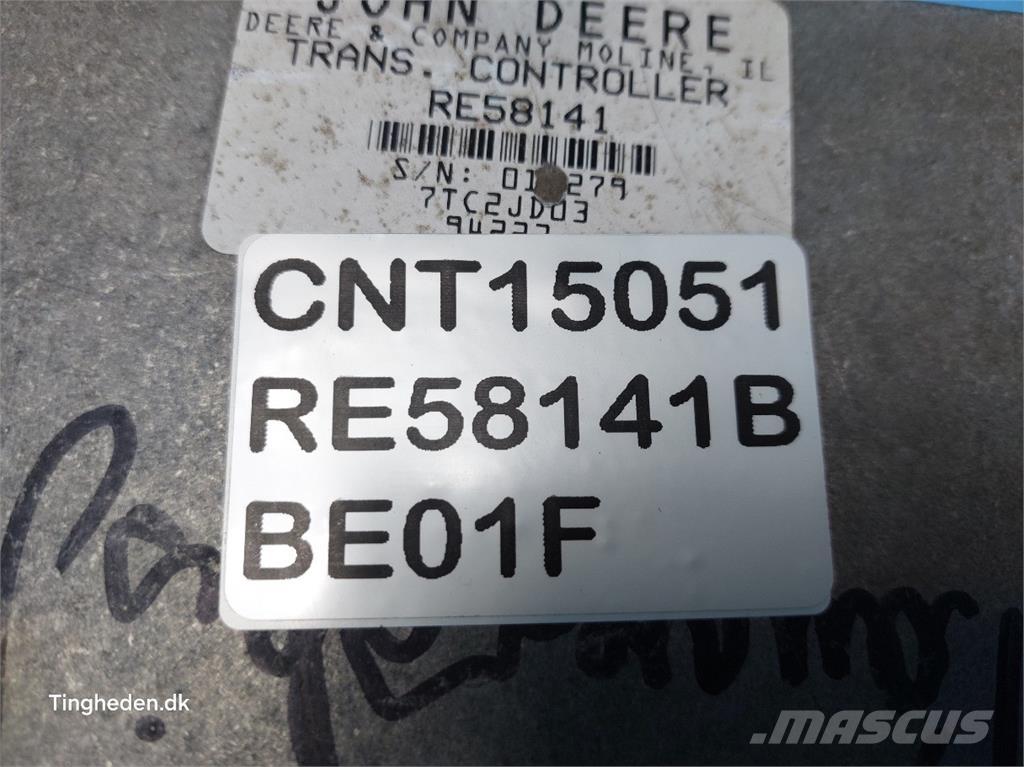 JOHN DEERE
DEERE & COMPANY MOLINE, IL
TRANS. CONTROLLER
RE58141
S/N:
7TC2JD03
CNT15051
RE58141B
BE01F
Tingheden.dk
MASCUS